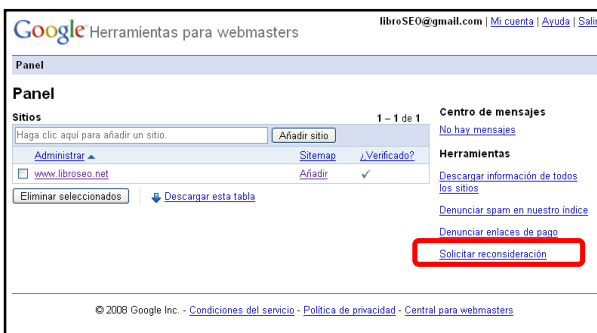 Google Herramientas para webmasters
libroSEO@gmail.com | Mi cuenta | Ayuda | Salir
Panel
Panel
Sitios
1 – 1 de 1
Haga clic aquí para añadir un sitio.
Añadir sitio
Administrar
Sitemap
¿Verificado?
www.libroseo.net
Añadir
Eliminar seleccionados
Descargar esta tabla
Centro de mensajes
No hay mensajes
Herramientas
Descargar información de todos
los sitios
Denunciar spam en nuestro índice
Denunciar enlaces de pago
Solicitar reconsideración
© 2008 Google Inc. - Condiciones del servicio - Política de privacidad - Central para webmasters